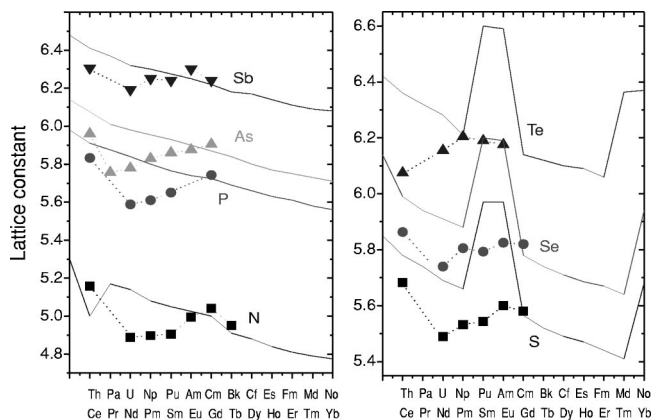 Lattice constant
6.4
6.2
6.0
5.8
5.6
5.4
5.2
5.0
4.8
Sb
As
P
N
Th Pa U Np Pu Am Cm Bk Cf Es Fm Md No
Ce Pr Nd Pm Sm Eu Gd Tb Dy Ho Er Tm Yb
6.6
6.4
6.2
6.0
5.8
5.6
5.4
Te
Se
S
Th Pa U Np Pu Am Cm Bk Cf Es Fm Md No
Ce Pr Nd Pm Sm Eu Gd Tb Dy Ho Er Tm Yb